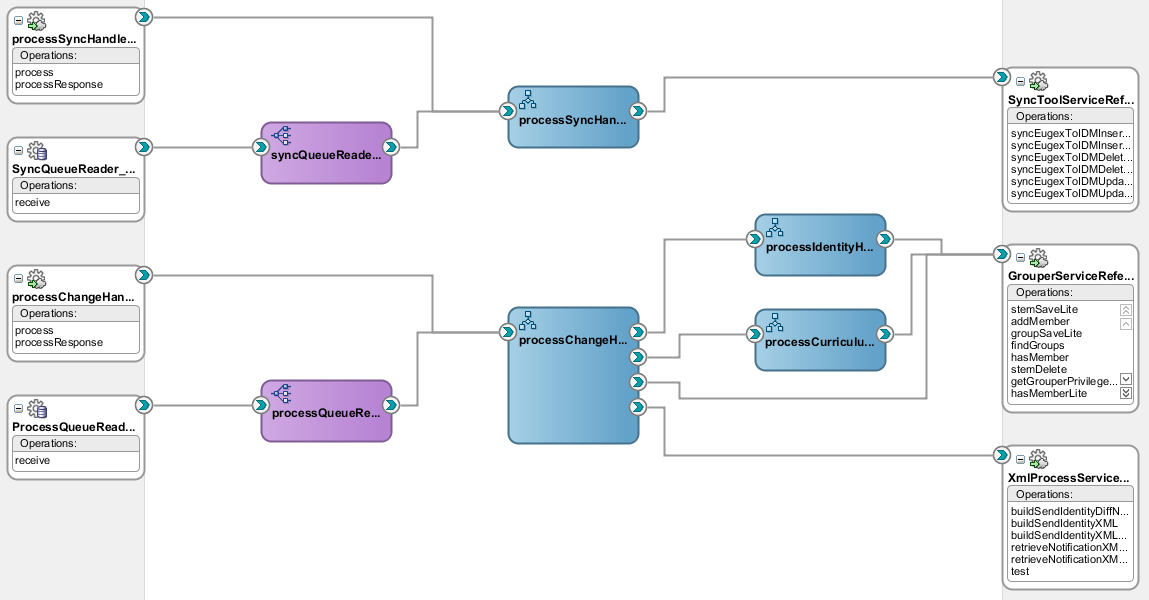 processSyncHandle...
Operations:
process
processResponse
SyncQueueReader_...
Operations:
receive
processChangeHan...
Operations:
process
processResponse
ProcessQueueRead...
Operations:
receive
syncQueueReade...
processQueueRe...
processSyncHan...
processChangeH...
processIdentityH...
processCurriculu...
SyncToolServiceRef...
Operations:
syncEugexToIDMInser...
syncEugexToIDMInser...
syncEugexToIDMDelet...
syncEugexToIDMDelet...
syncEugexToIDMUpda...
syncEugexToIDMUpda...
GrouperServiceRefe...
Operations:
stemSaveLite
addMember
groupSaveLite
findGroups
hasMember
stemDelete
getGrouperPrivilege...
hasMemberLite
XmlProcessService...
Operations:
buildSendIdentityDiffN...
buildSendIdentityXML
buildSendIdentityXML...
retrieveNotificationXM...
retrieveNotificationXM...
test